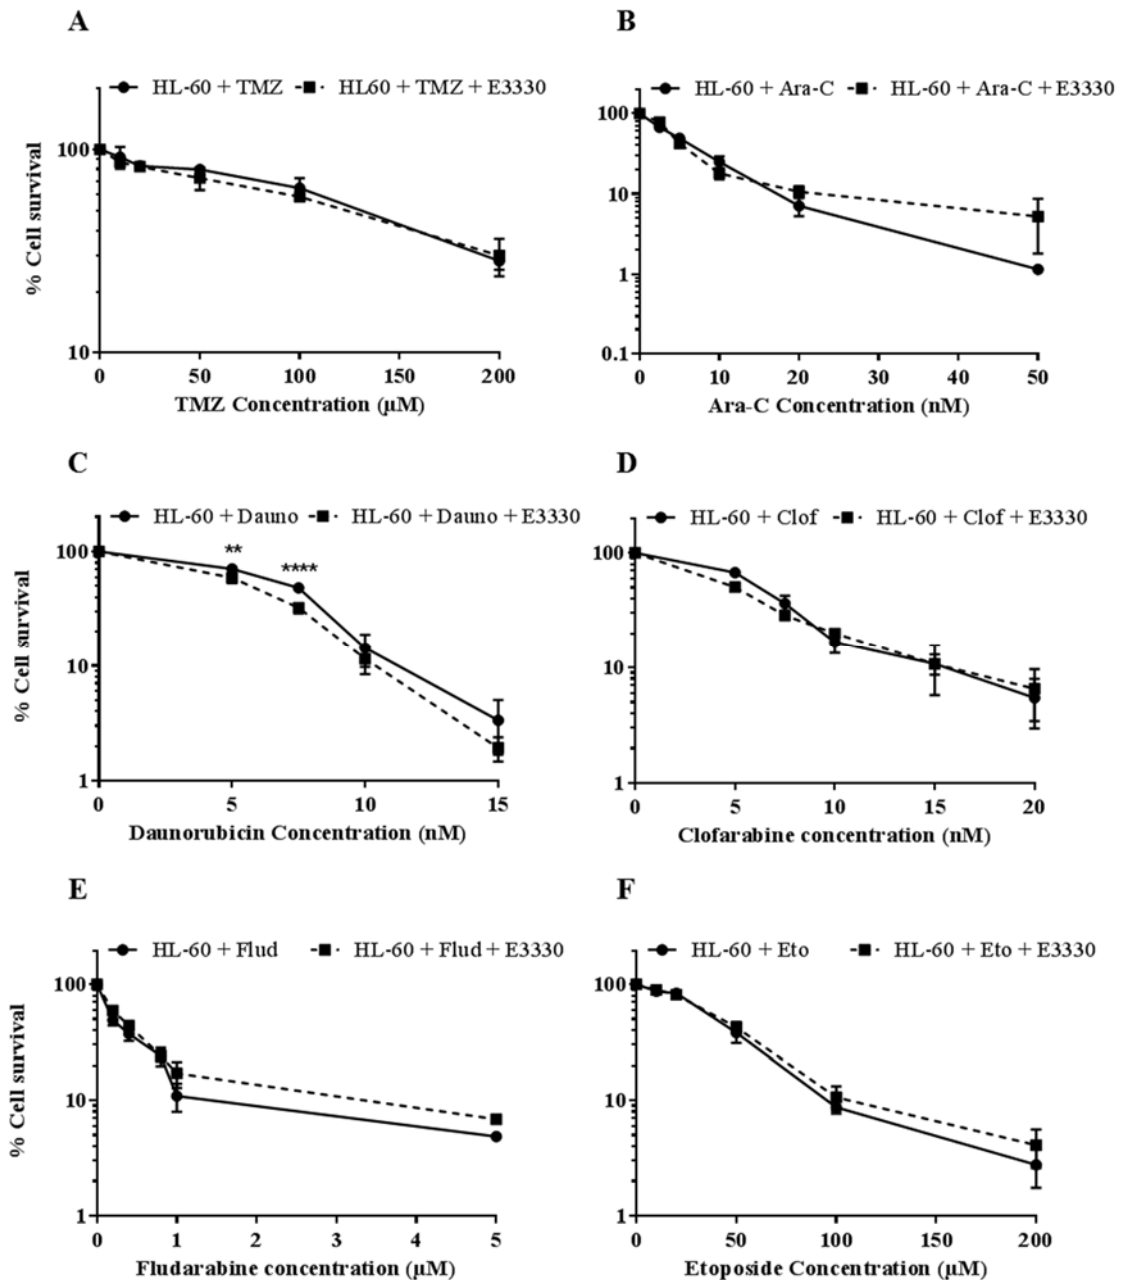 A
HL-60 + TMZ HL60 + TMZ + E3330
100
10
% Cell survival
0 50 100 150 200
TMZ Concentration (µM)
B
HL-60 + Ara-C HL-60 + Ara-C + E3330
100
10
1
0.1
0 10 20 30 40 50
Ara-C Concentration (nM)
C
HL-60 + Dauno HL-60 + Dauno + E3330
** ****
100
10
1
% Cell survival
0 5 10 15
Daunorubicin Concentration (nM)
D
HL-60 + Clof HL-60 + Clof + E3330
100
10
1
0 5 10 15 20
Clofarabine concentration (nM)
E
HL-60 + Flud HL-60 + Flud + E3330
100
10
1
% Cell survival
0 1 2 3 4 5
Fludarabine concentration (µM)
F
HL-60 + Eto HL-60 + Eto + E3330
100
10
1
0 50 100 150 200
Etoposide Concentration (µM)